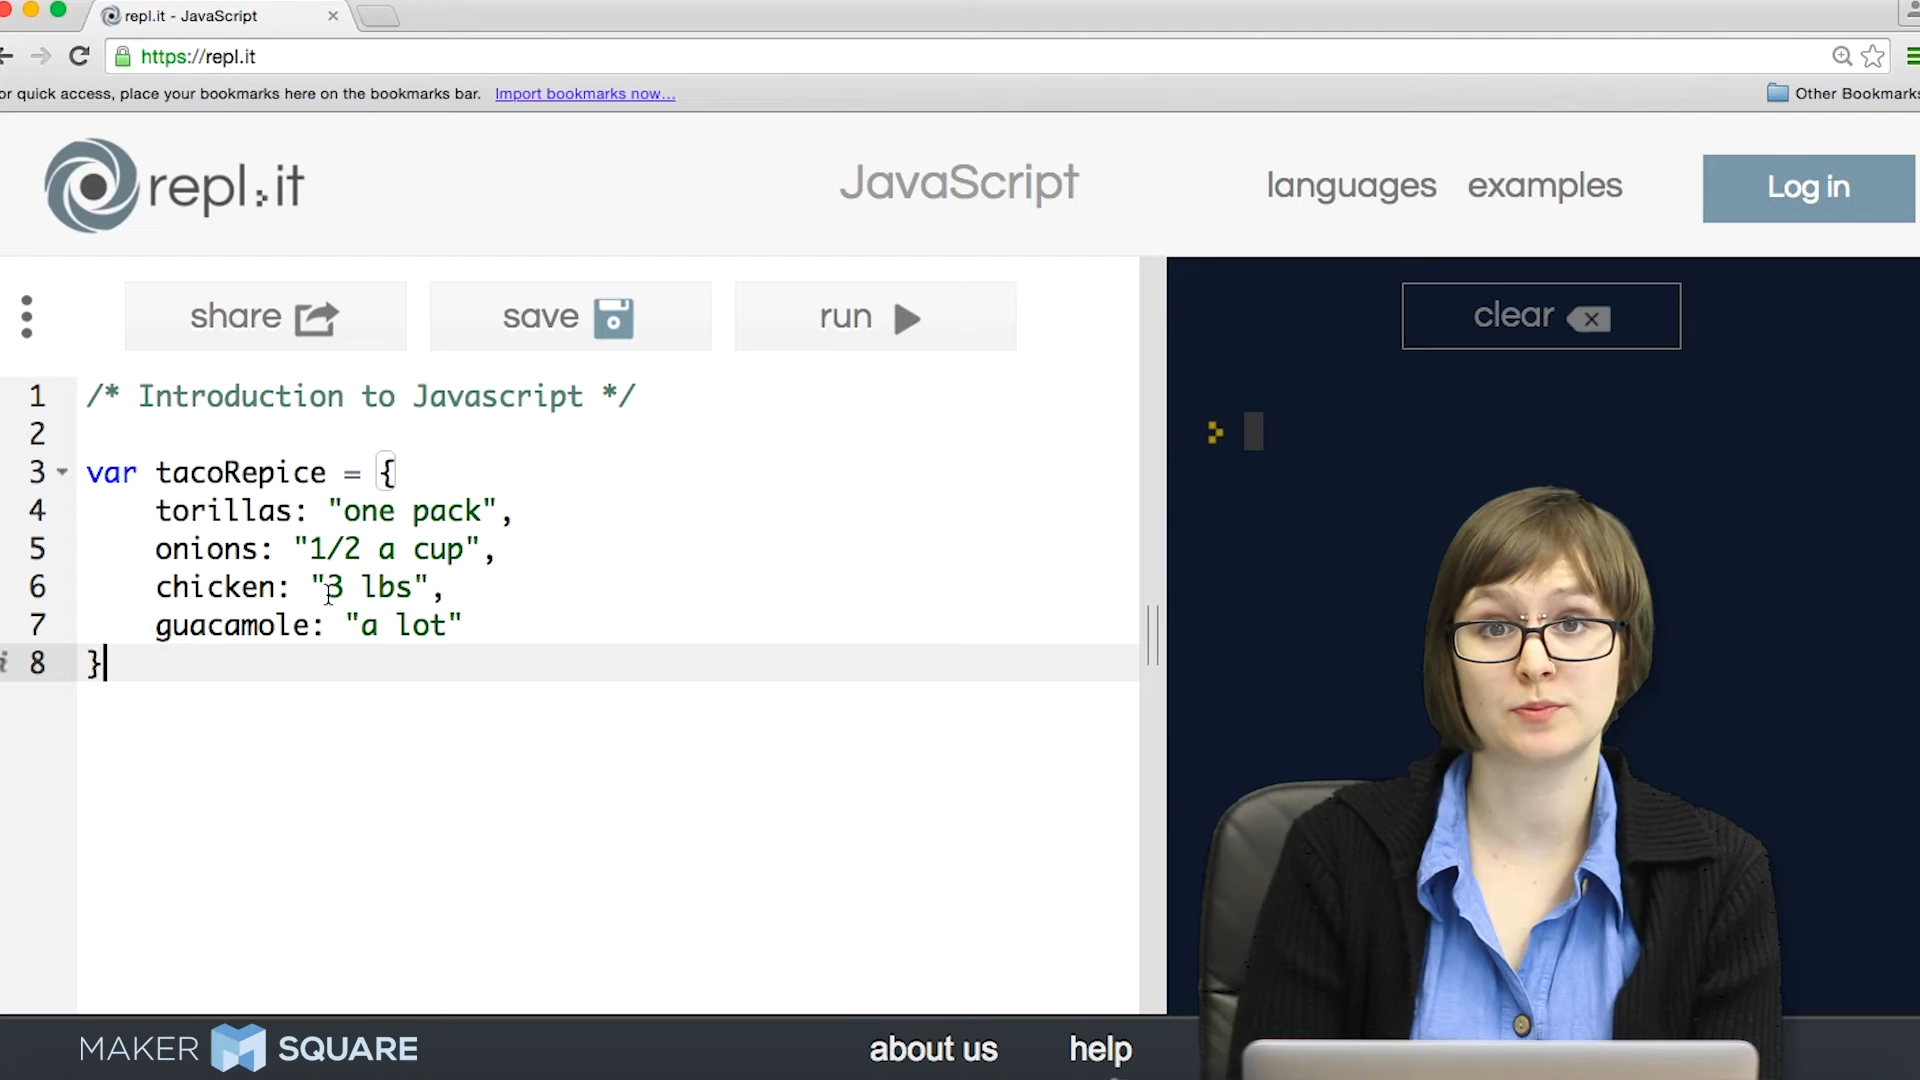 repl.it - JavaScript
https://repl.it
or quick access, place your bookmarks here on the bookmarks bar. Import bookmarks now... Other Bookmarks
repl.it JavaScript languages examples Log in
share save run clear
1 /* Introduction to Javascript */
2
3 var tacoRepice = {
4 torillas: "one pack",
5 onions: "1/2 a cup",
6 chicken: "3 lbs",
7 guacamole: "a lot"
i 8 }
>
MAKER SQUARE about us help